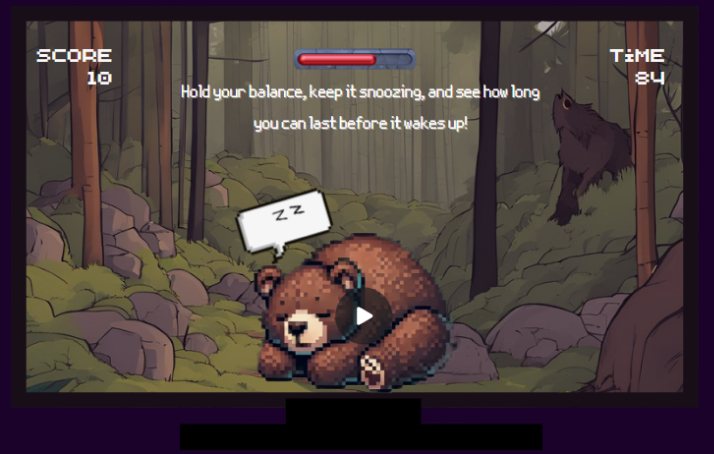 SCORE
10
TIME
84
Hold your balance, keep it snoozing, and see how long
you can last before it wakes up!
z z